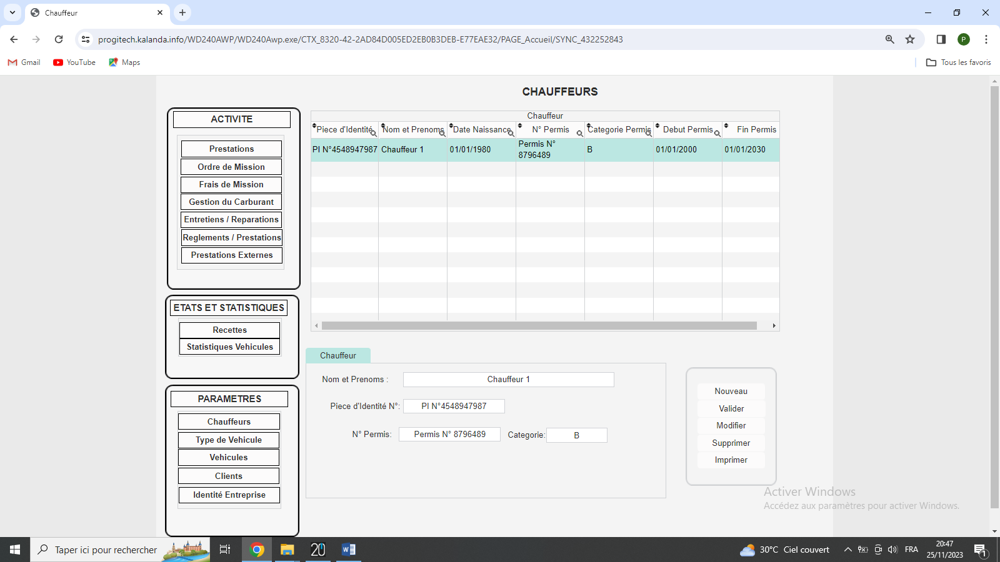 Chauffeur
progitech.kalanda.info/WD240AWP/WD240Awp.exe/CTX_8320-42-2AD84D005ED2EB0B3DEB-E77EAE32/PAGE_Accueil/SYNC_432252843
P
Gmail
YouTube
Maps
Tous les favoris
CHAUFFEURS
ACTIVITE
Prestations
Ordre de Mission
Frais de Mission
Gestion du Carburant
Entretiens / Reparations
Reglements / Prestations
Prestations Externes
ETATS ET STATISTIQUES
Recettes
Statistiques Vehicules
PARAMETRES
Chauffeurs
Type de Vehicule
Vehicules
Clients
Identité Entreprise
Chauffeur
Piece d'Identité Nom et Prenoms Date Naissance N° Permis Categorie Permis Debut Permis Fin Permis
PI N°4548947987 Chauffeur 1 01/01/1980 Permis N° 8796489 B 01/01/2000 01/01/2030
Chauffeur
Nom et Prenoms : Chauffeur 1
Piece d'Identité N°: PI N°4548947987
N° Permis: Permis N° 8796489 Categorie: B
Nouveau
Valider
Modifier
Supprimer
Imprimer
Activer Windows
Accédez aux paramètres pour activer Windows.
Taper ici pour rechercher
20
30°C Ciel couvert
FRA
20:47
25/11/2023
1